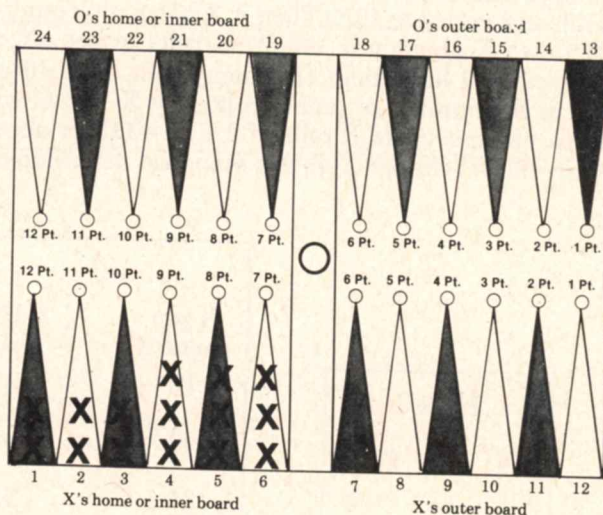 O's home or inner board
O's outer board
24 23 22 21 20 19 18 17 16 15 14 13
12 Pt. 11 Pt. 10 Pt. 9 Pt. 8 Pt. 7 Pt. 6 Pt. 5 Pt. 4 Pt. 3 Pt. 2 Pt. 1 Pt.
12 Pt. 11 Pt. 10 Pt. 9 Pt. 8 Pt. 7 Pt. 6 Pt. 5 Pt. 4 Pt. 3 Pt. 2 Pt. 1 Pt.
X X X
X X X X X X
X X X X X X
1 2 3 4 5 6 7 8 9 10 11 12
X's home or inner board
X's outer board